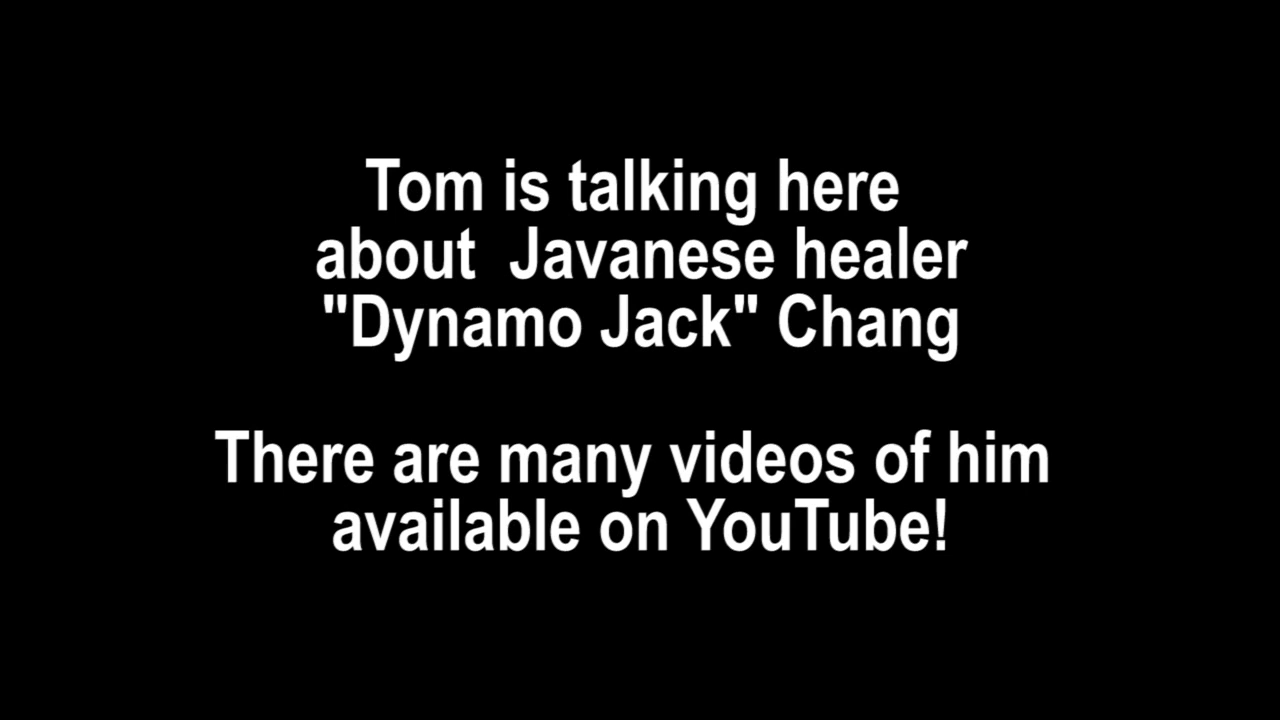 Tom is talking here
about  Javanese healer
"Dynamo Jack" Chang
There are many videos of him
available on YouTube!